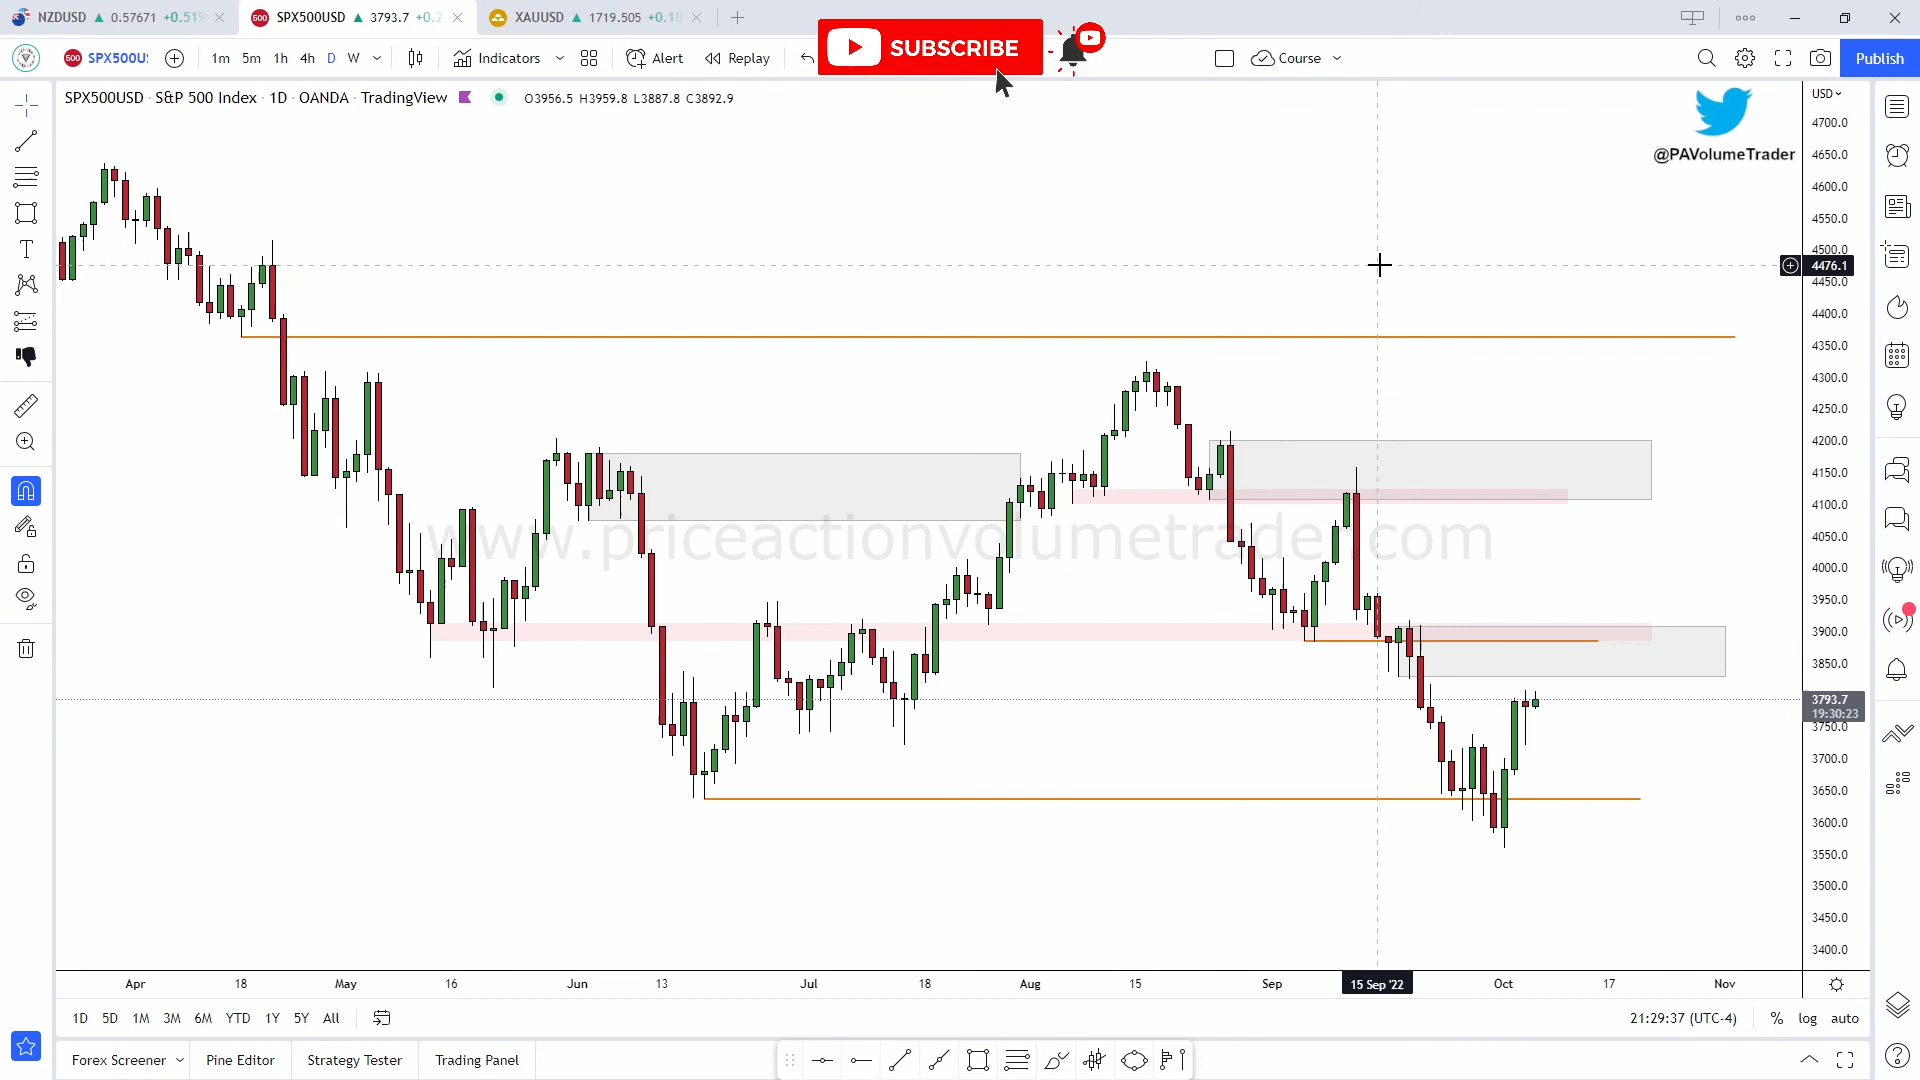 NZDUSD ▲ 0.57671 +0.51%
SPX500USD ▲ 3793.7 +0.2
XAUUSD ▲ 1719.505 +0.18
SPX500U
1m 5m 1h 4h D W
Indicators
Alert
Replay
SUBSCRIBE
Course
Publish
SPX500USD · S&P 500 Index · 1D · OANDA · TradingView
O3956.5 H3959.8 L3887.8 C3892.9
@PAVolumeTrader
USD
4700.0
4650.0
4600.0
4550.0
4500.0
4476.1
4450.0
4400.0
4350.0
4300.0
4250.0
4200.0
4150.0
4100.0
4050.0
4000.0
3950.0
3900.0
3850.0
3793.7
19:30:23
3750.0
3700.0
3650.0
3600.0
3550.0
3500.0
3450.0
3400.0
www.priceactionvolumetrader.com
Apr 18 May 16 Jun 13 Jul 18 Aug 15 Sep 15 Sep '22 Oct 17 Nov
1D 5D 1M 3M 6M YTD 1Y 5Y All
21:29:37 (UTC-4) % log auto
Forex Screener Pine Editor Strategy Tester Trading Panel